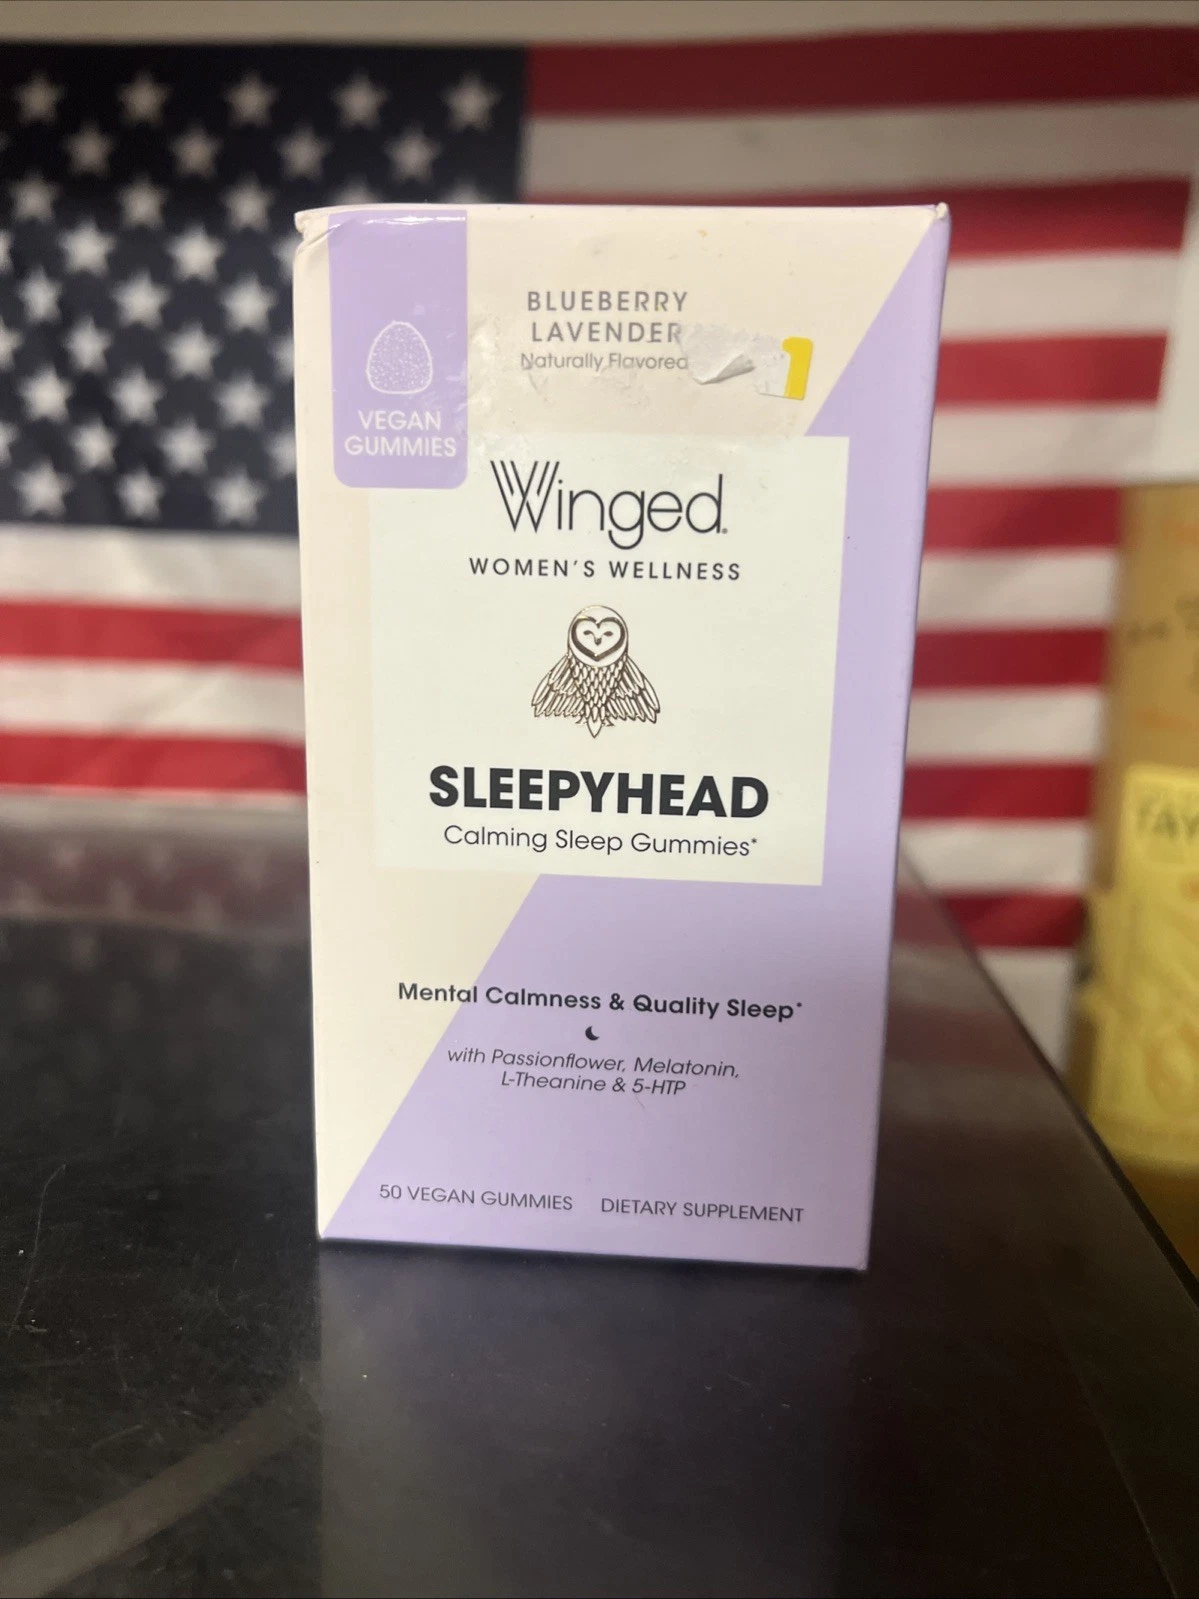 BLUEBERRY
LAVENDER
Naturally Flavored
1
VEGAN
GUMMIES
Winged
WOMEN'S WELLNESS
SLEEPYHEAD
Calming Sleep Gummies*
Mental Calmness & Quality Sleep*
with Passionflower, Melatonin,
L-Theanine & 5-HTP
50 VEGAN GUMMIES DIETARY SUPPLEMENT